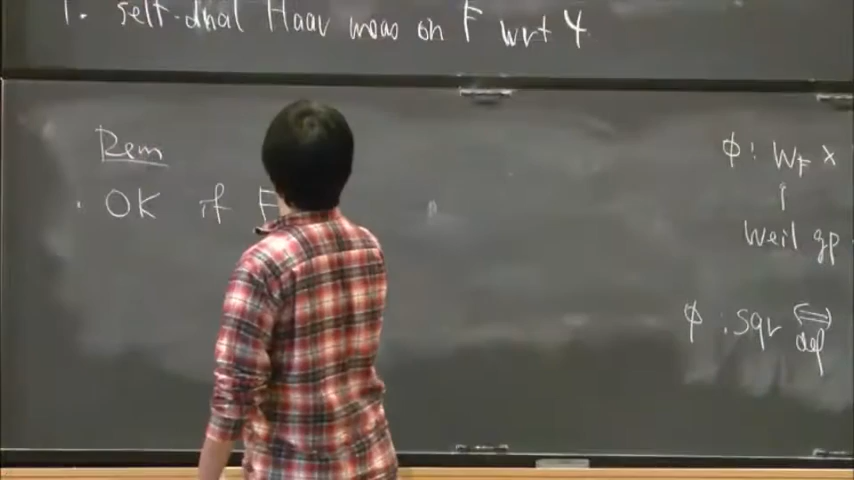 1. self-dual Haar meas on F wrt ψ
Rem
· OK if F
φ : W_F ×
↑
Weil gp
φ : sqr ⇔
def